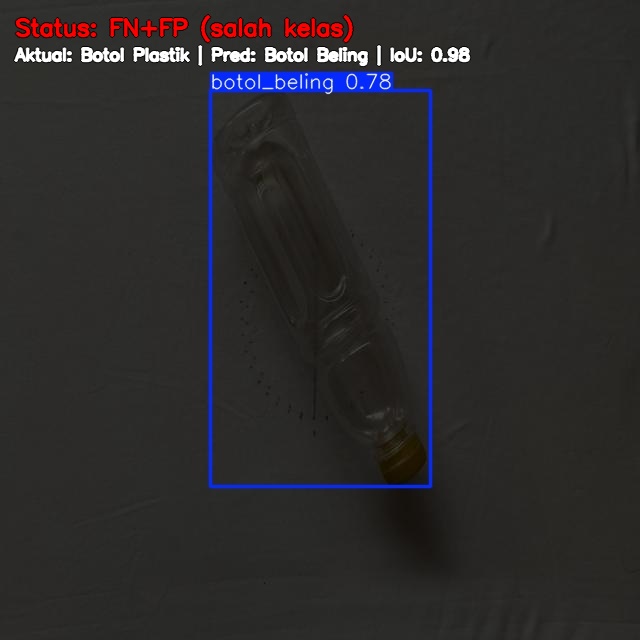 Status: FN+FP (salah kelas)
Aktual: Botol Plastik | Pred: Botol Beling | IoU: 0.98
botol_beling 0.78